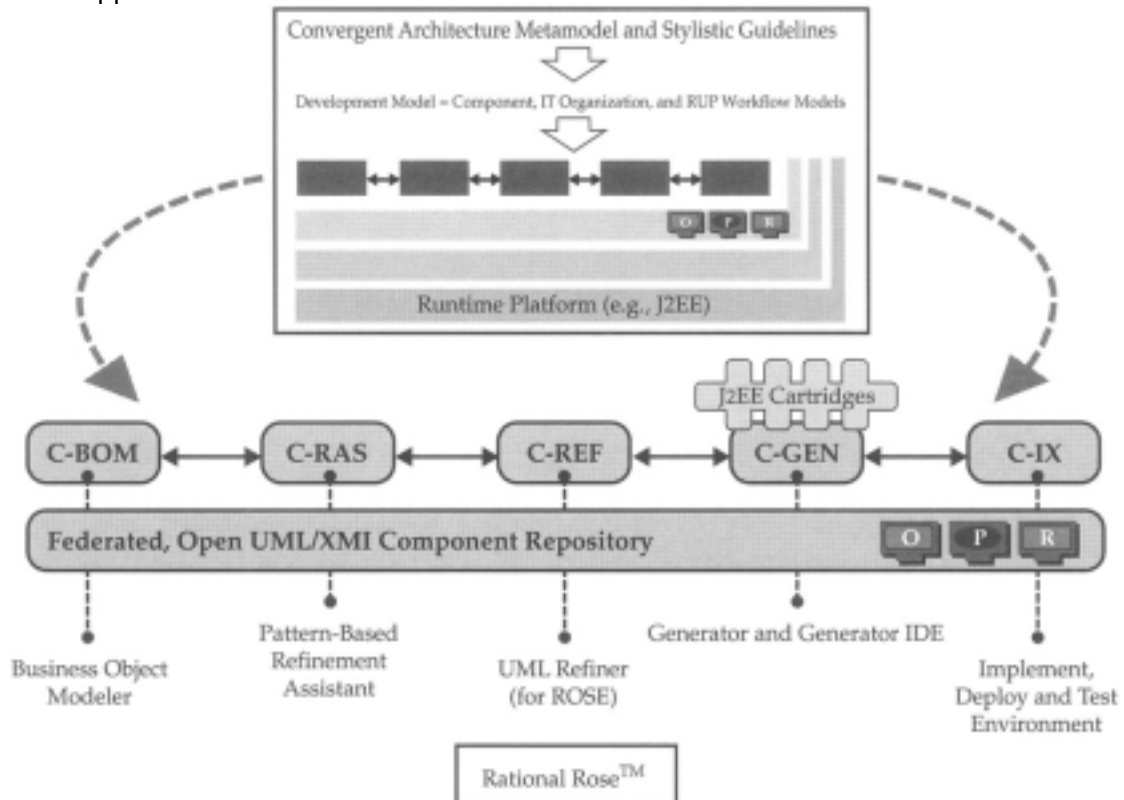 Convergent Architecture Metamodel and Stylistic Guidelines
Development Model = Component, IT Organization, and RUP Workflow Models
O P R
Runtime Platform (e.g., J2EE)
J2EE Cartridges
C-BOM C-RAS C-REF C-GEN C-IX
Federated, Open UML/XMI Component Repository O P R
Business Object
Modeler
Pattern-Based
Refinement
Assistant
UML Refiner
(for ROSE)
Generator and Generator IDE
Implement,
Deploy and Test
Environment
Rational Rose™